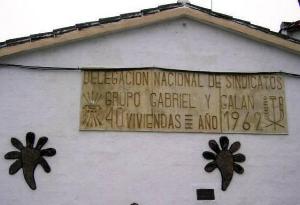 DELEGACION NACIONAL DE SINDICATOS
GRUPO GABRIEL Y GALAN
40 VIVIENDAS AÑO 1962